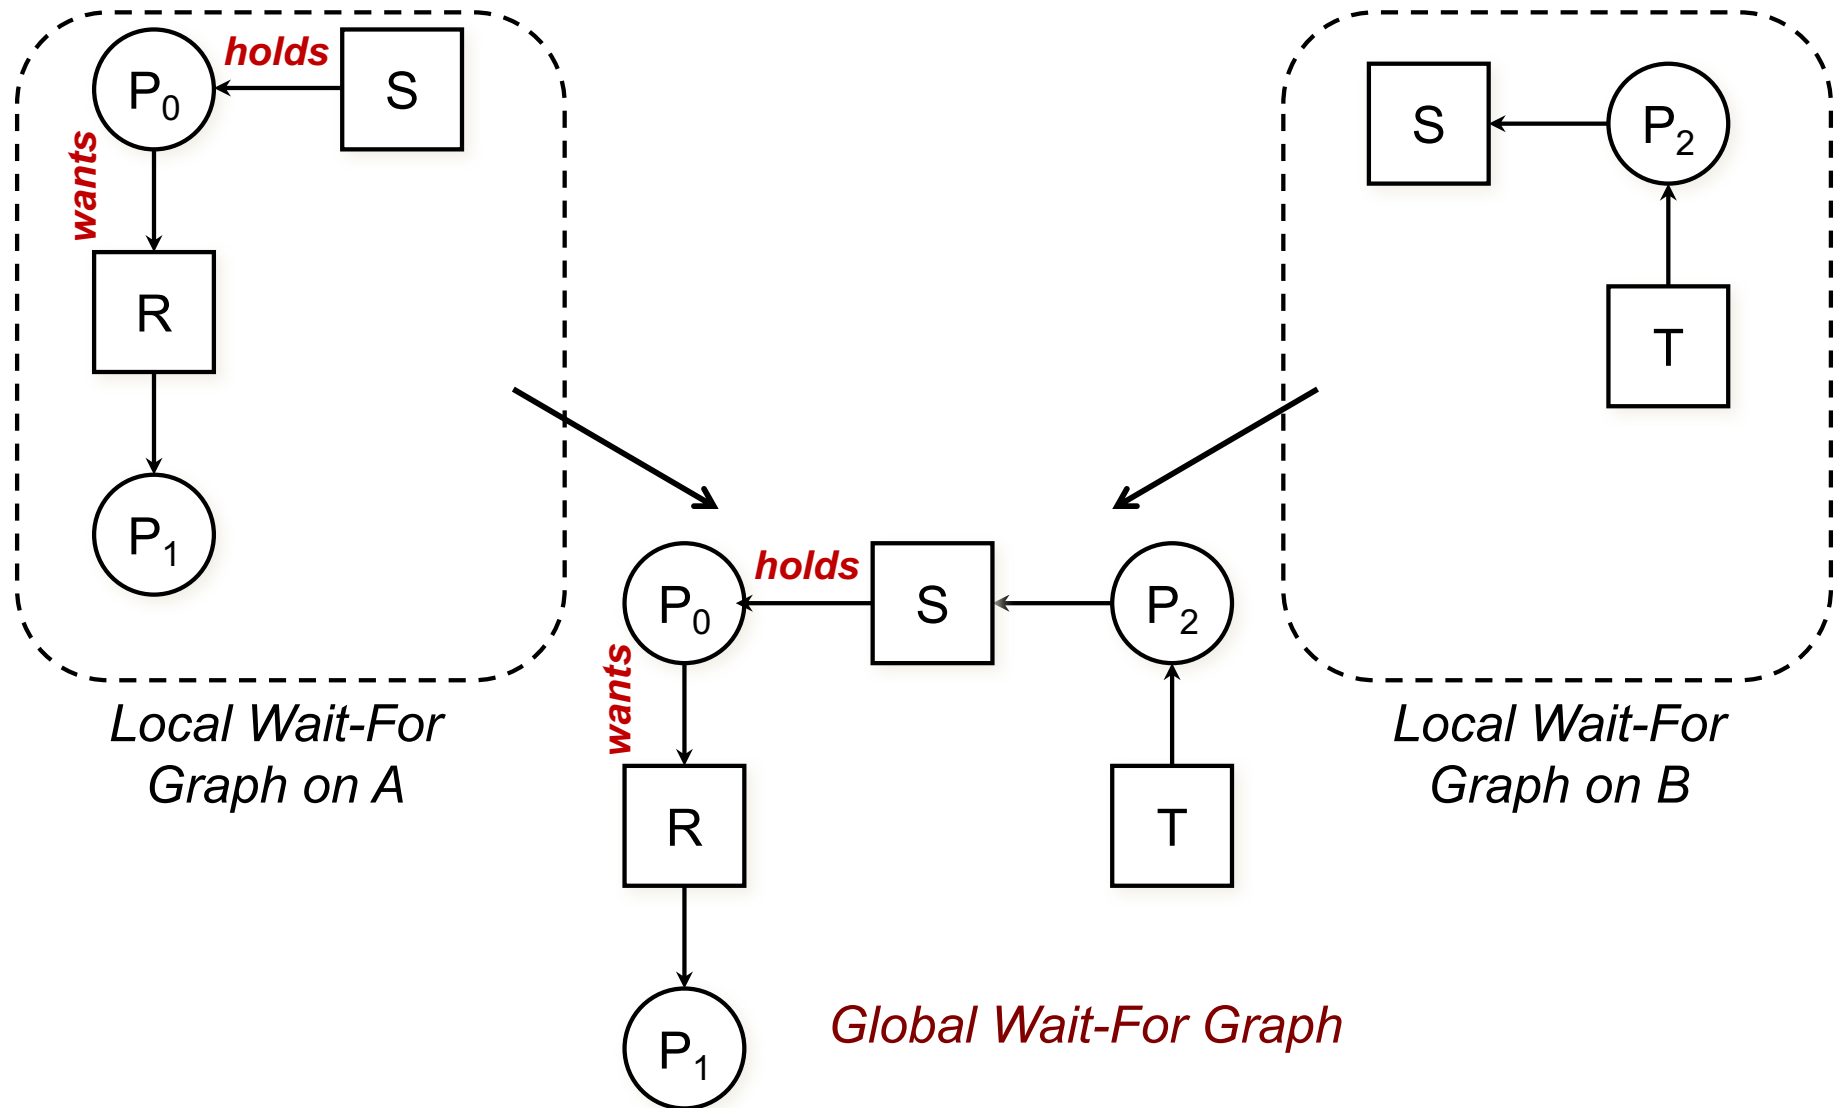 P0
holds
S
wants
R
P1
Local Wait-For
Graph on A
S
P2
T
Local Wait-For
Graph on B
P0
holds
S
P2
wants
R
T
P1
Global Wait-For Graph